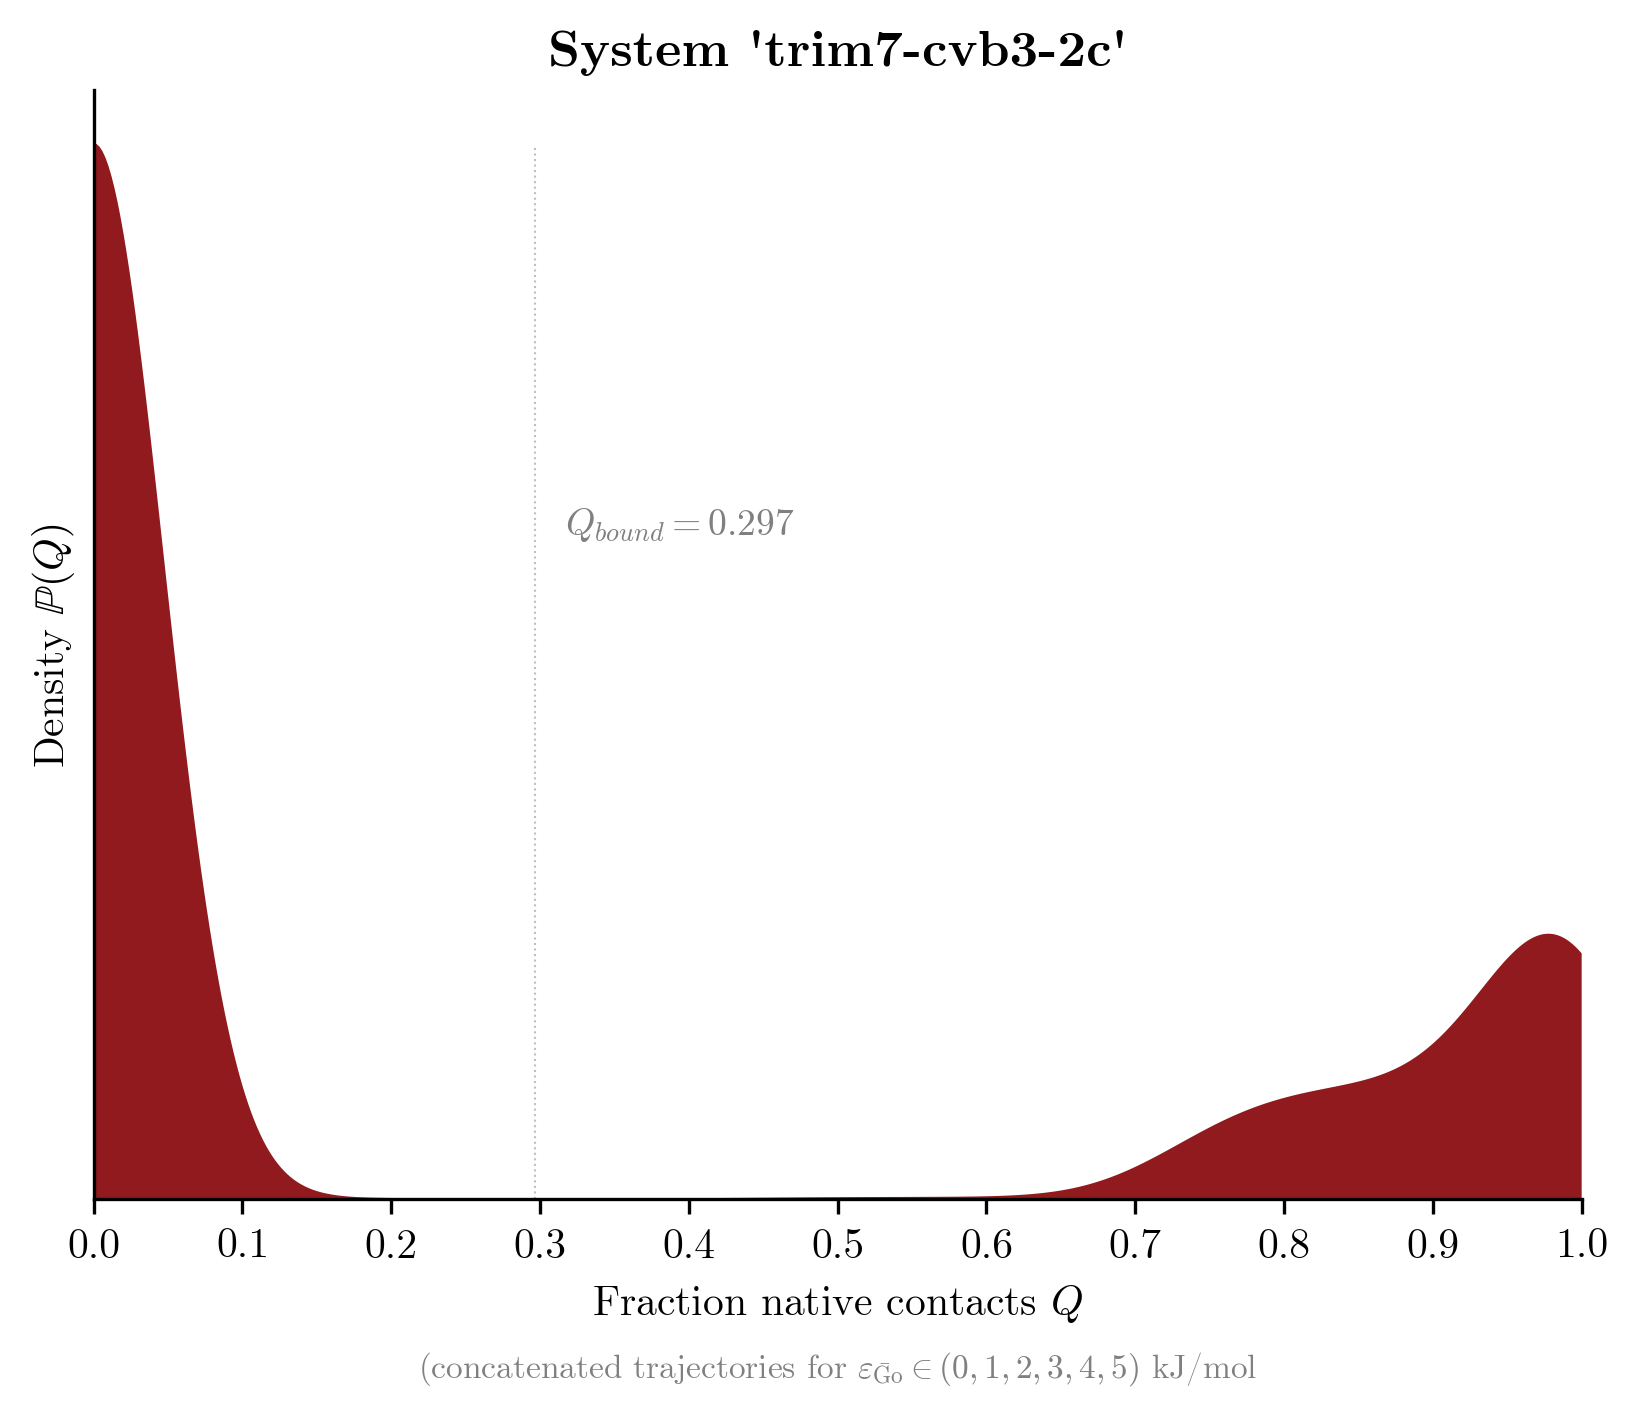 System 'trim7-cvb3-2c'
Density ℙ(Q)
Q_bound = 0.297
0.0 0.1 0.2 0.3 0.4 0.5 0.6 0.7 0.8 0.9 1.0
Fraction native contacts Q
(concatenated trajectories for ε_Ḡo ∈ (0, 1, 2, 3, 4, 5) kJ/mol